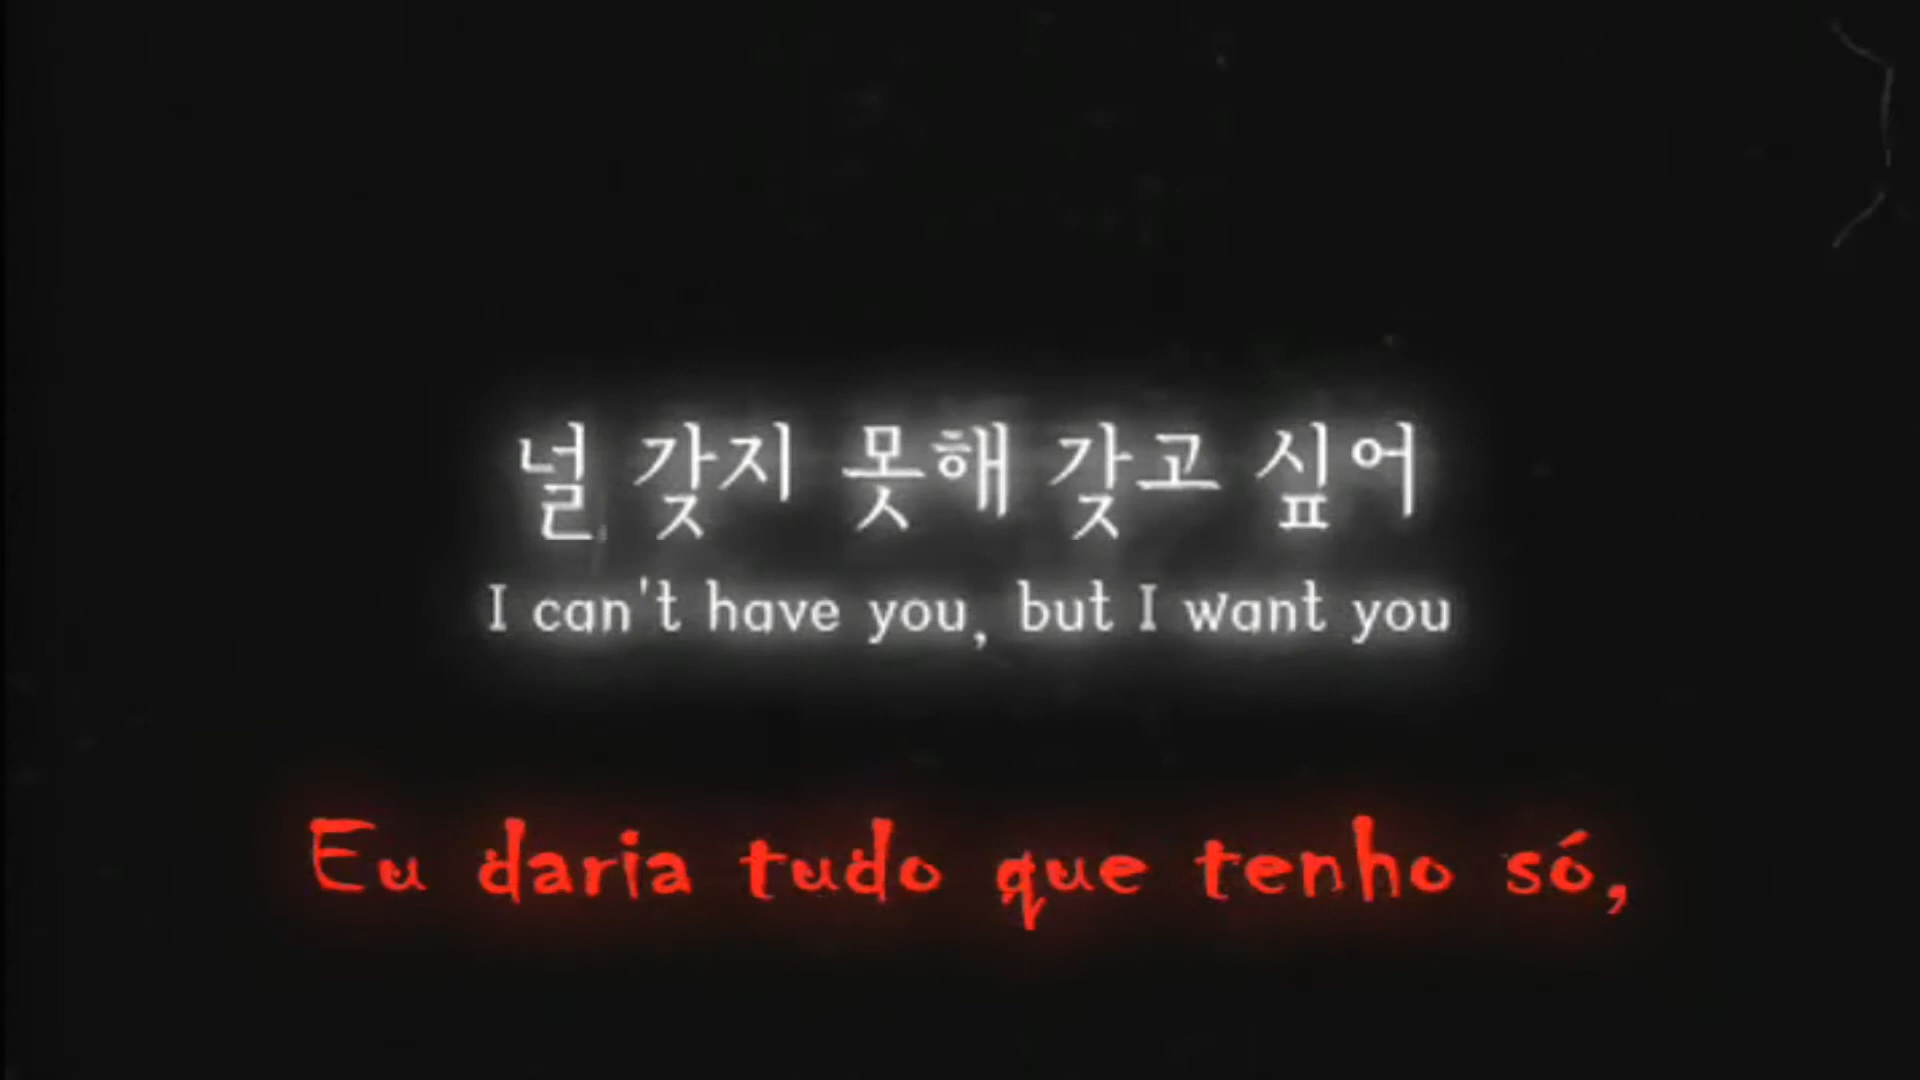 널 갖지 못해 갖고 싶어
I can't have you, but I want you
Eu daria tudo que tenho só,